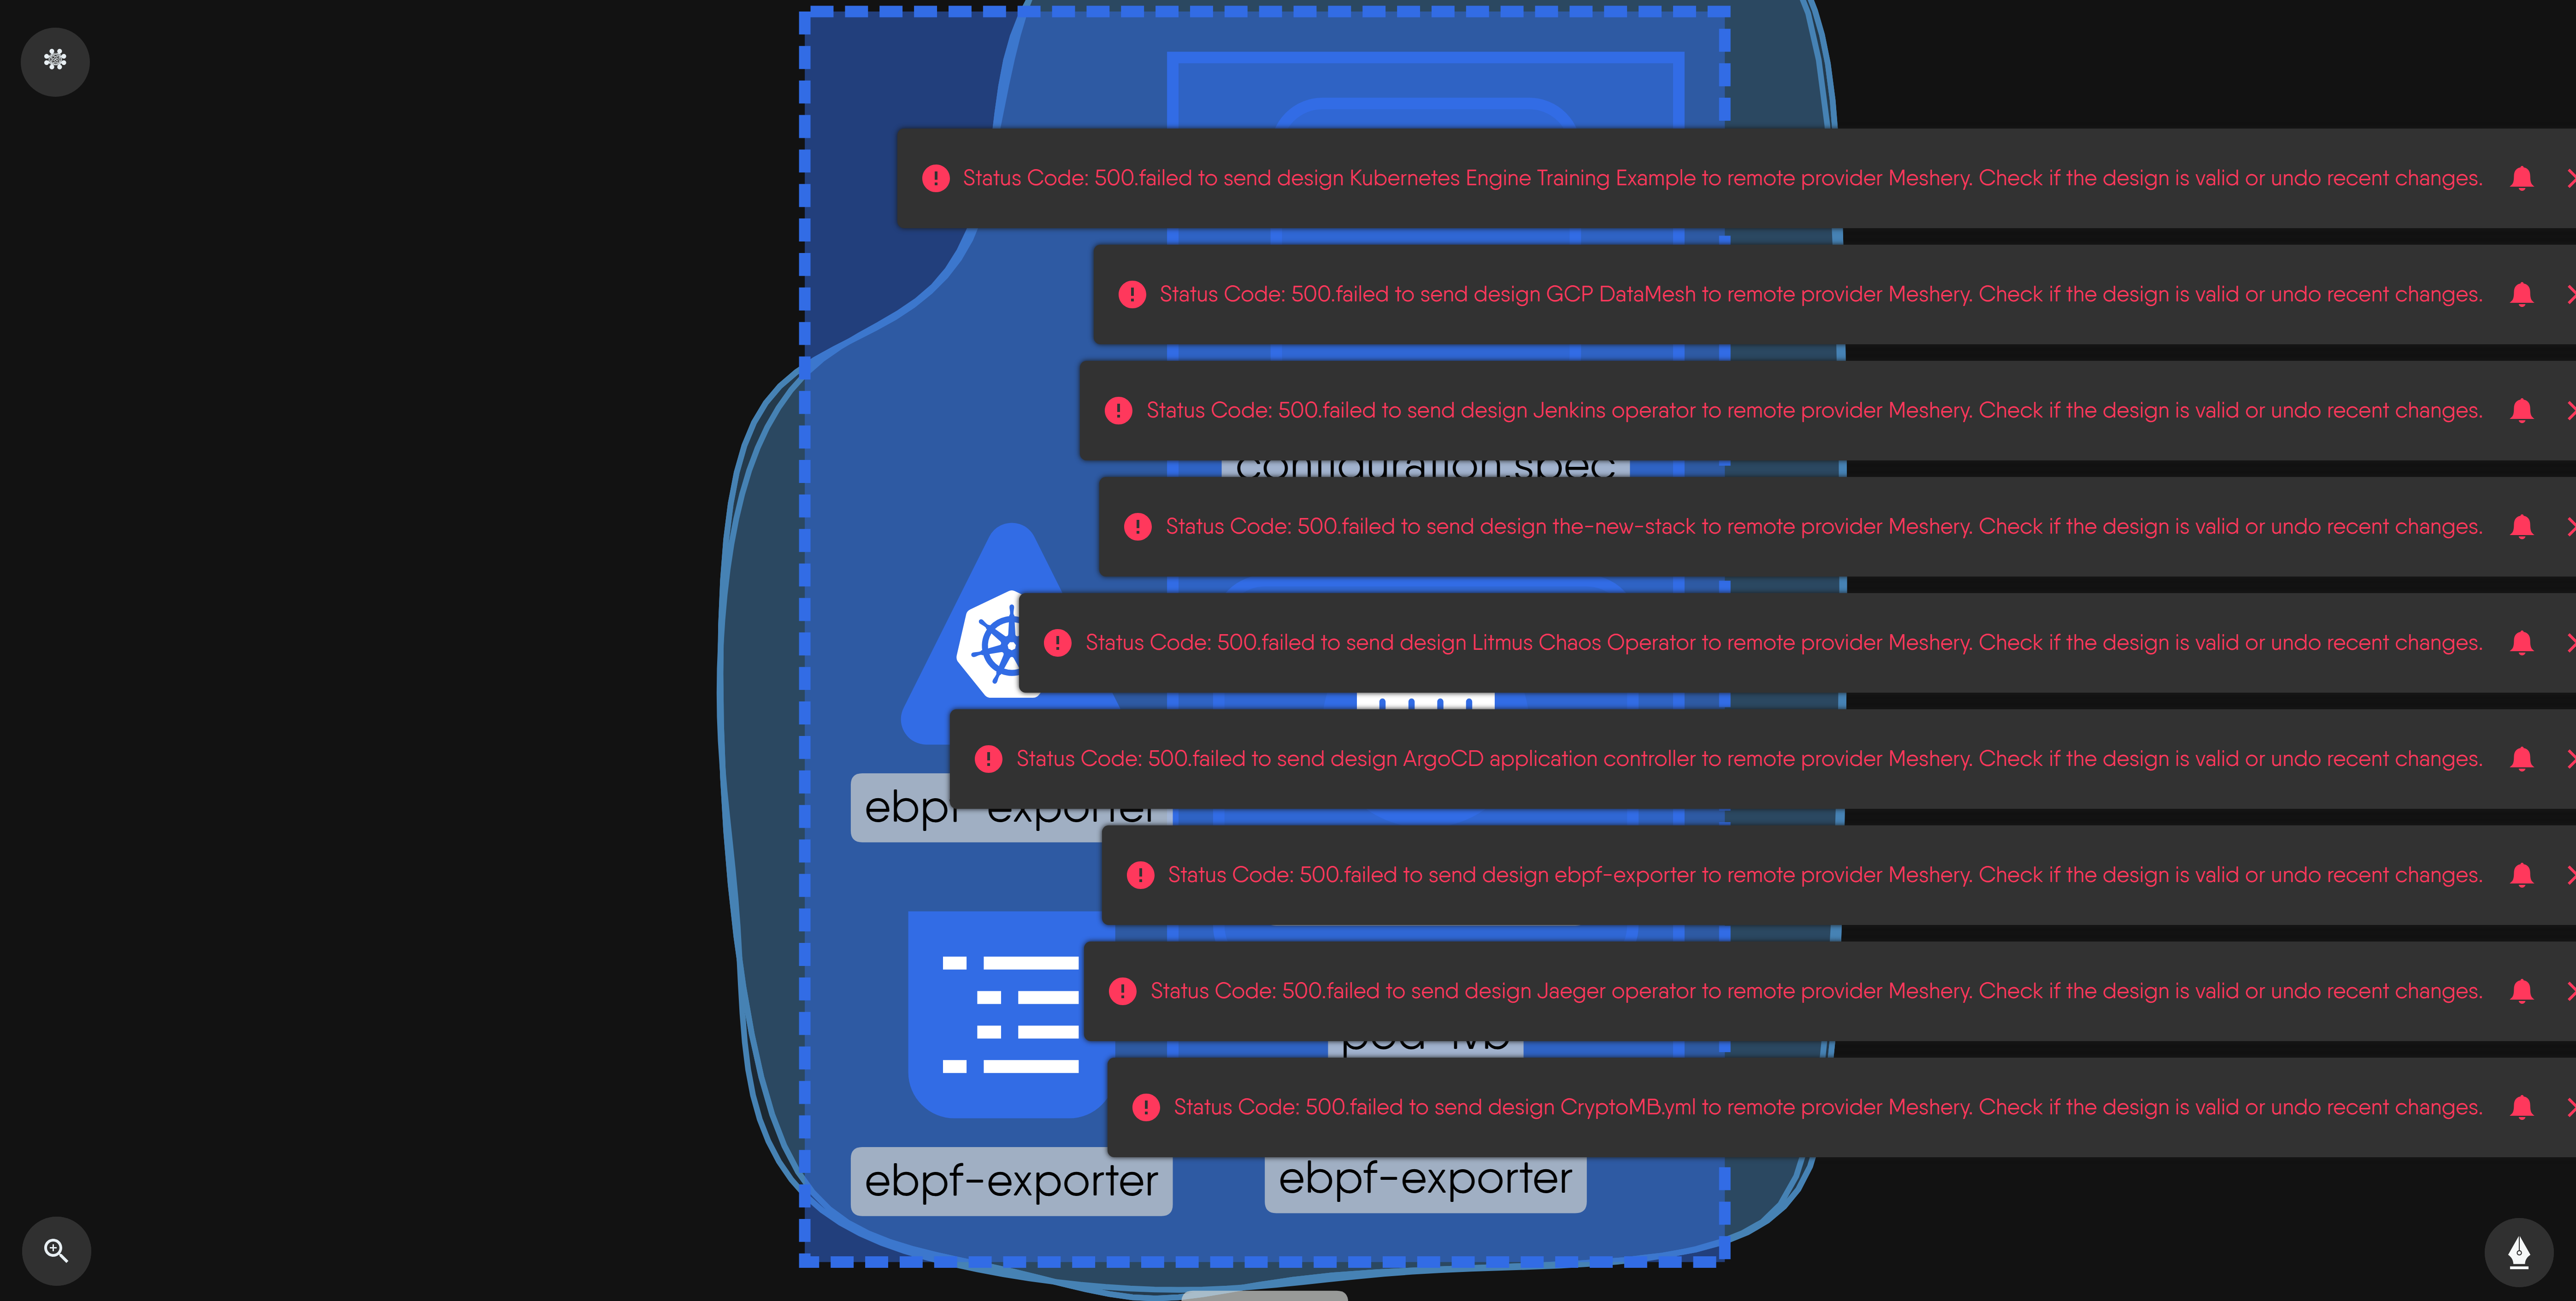 Status Code: 500.failed to send design Kubernetes Engine Training Example to remote provider Meshery. Check if the design is valid or undo recent changes.
Status Code: 500.failed to send design GCP DataMesh to remote provider Meshery. Check if the design is valid or undo recent changes.
Status Code: 500.failed to send design Jenkins operator to remote provider Meshery. Check if the design is valid or undo recent changes.
configuration.spec
Status Code: 500.failed to send design the-new-stack to remote provider Meshery. Check if the design is valid or undo recent changes.
Status Code: 500.failed to send design Litmus Chaos Operator to remote provider Meshery. Check if the design is valid or undo recent changes.
Status Code: 500.failed to send design ArgoCD application controller to remote provider Meshery. Check if the design is valid or undo recent changes.
ebpf-exporter
Status Code: 500.failed to send design ebpf-exporter to remote provider Meshery. Check if the design is valid or undo recent changes.
Status Code: 500.failed to send design Jaeger operator to remote provider Meshery. Check if the design is valid or undo recent changes.
Status Code: 500.failed to send design CryptoMB.yml to remote provider Meshery. Check if the design is valid or undo recent changes.
ebpf-exporter
ebpf-exporter